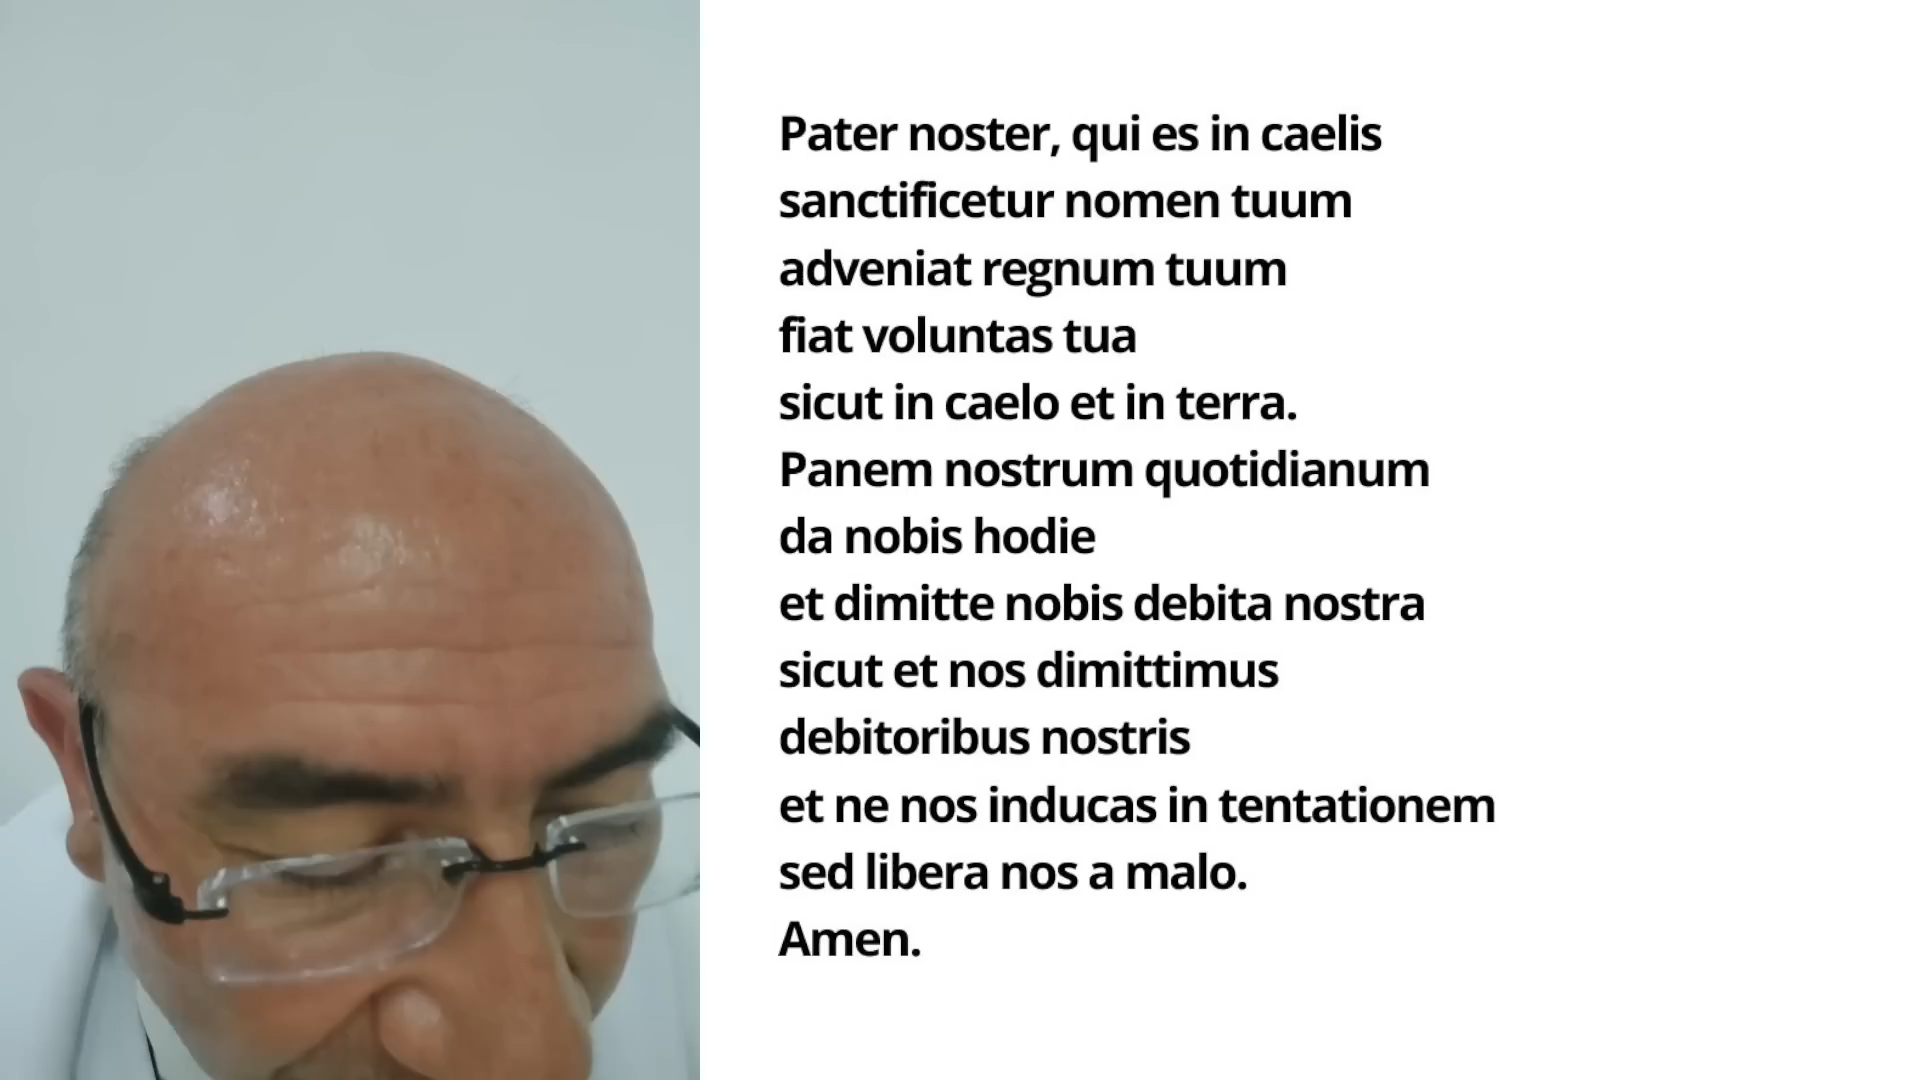 Pater noster, qui es in caelis
sanctificetur nomen tuum
adveniat regnum tuum
fiat voluntas tua
sicut in caelo et in terra.
Panem nostrum quotidianum
da nobis hodie
et dimitte nobis debita nostra
sicut et nos dimittimus
debitoribus nostris
et ne nos inducas in tentationem
sed libera nos a malo.
Amen.